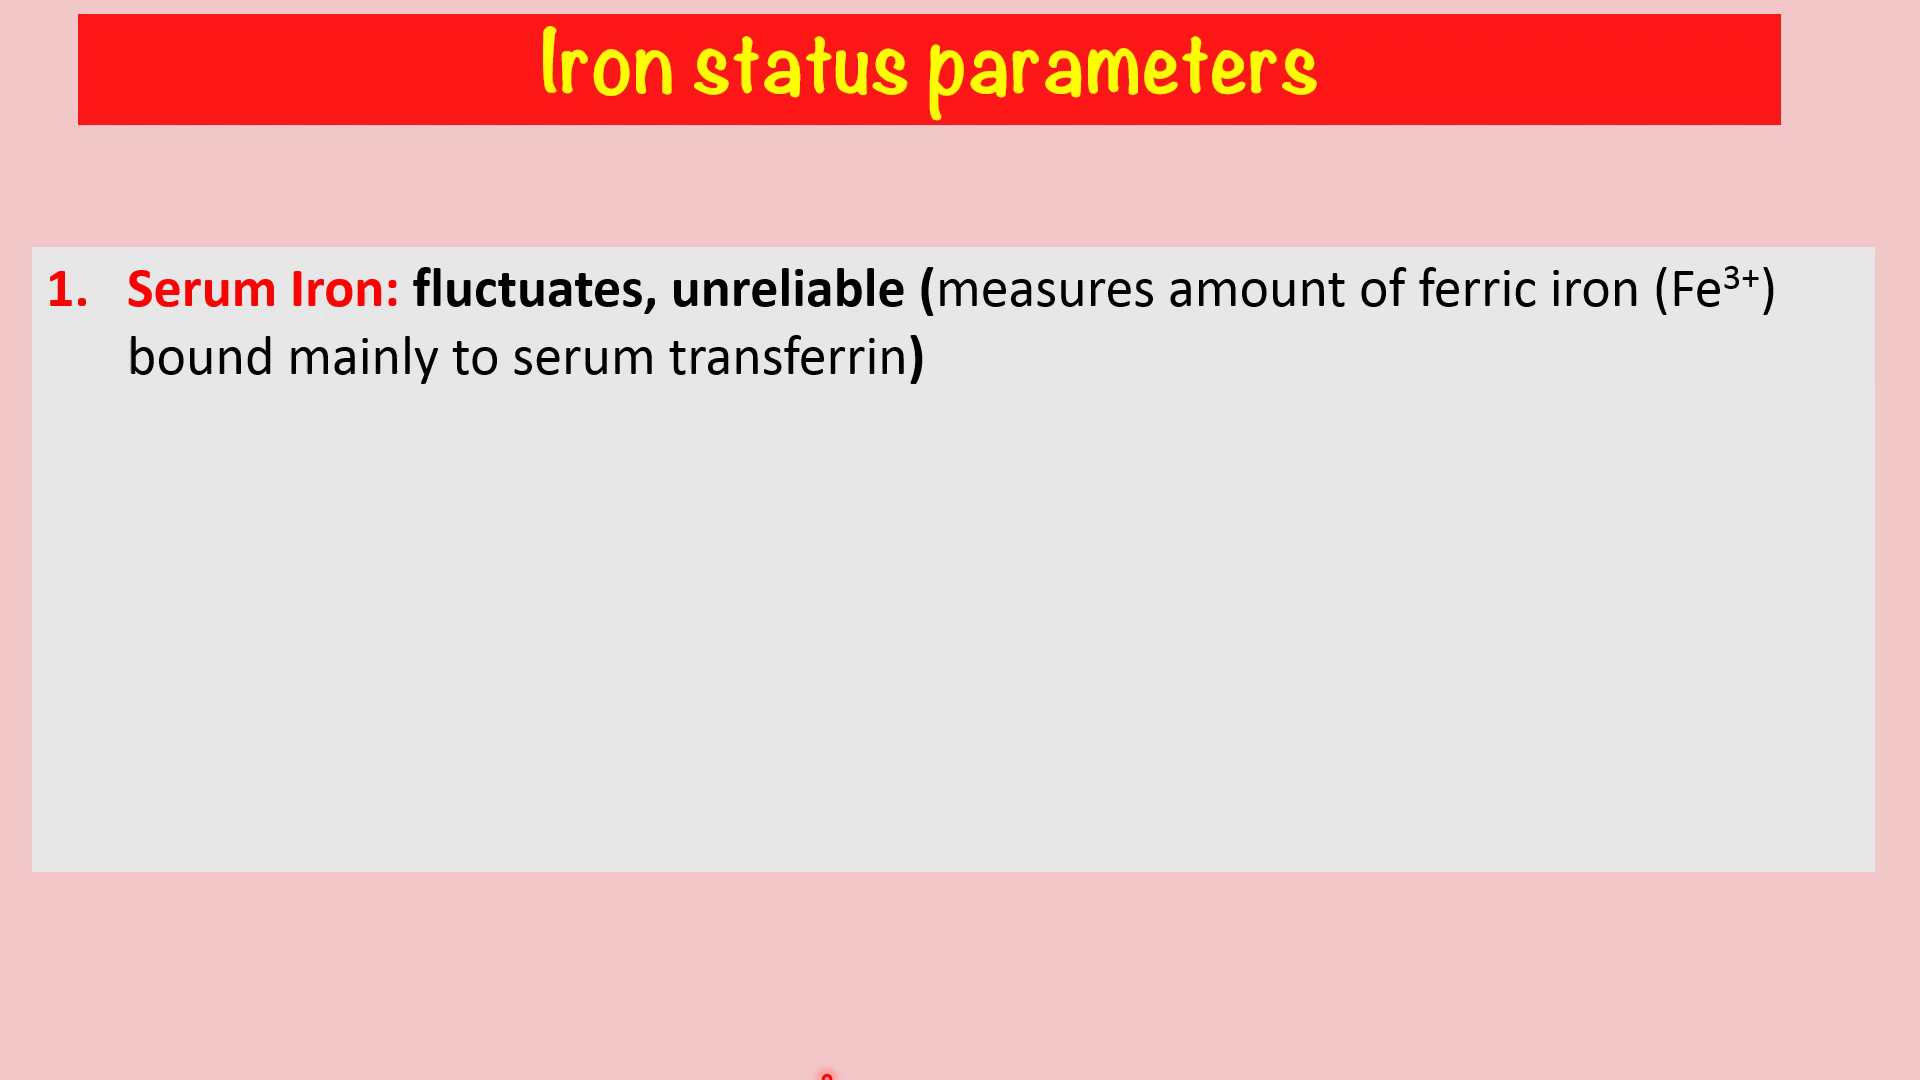 Iron status parameters
1. Serum Iron: fluctuates, unreliable (measures amount of ferric iron (Fe³⁺)
bound mainly to serum transferrin)